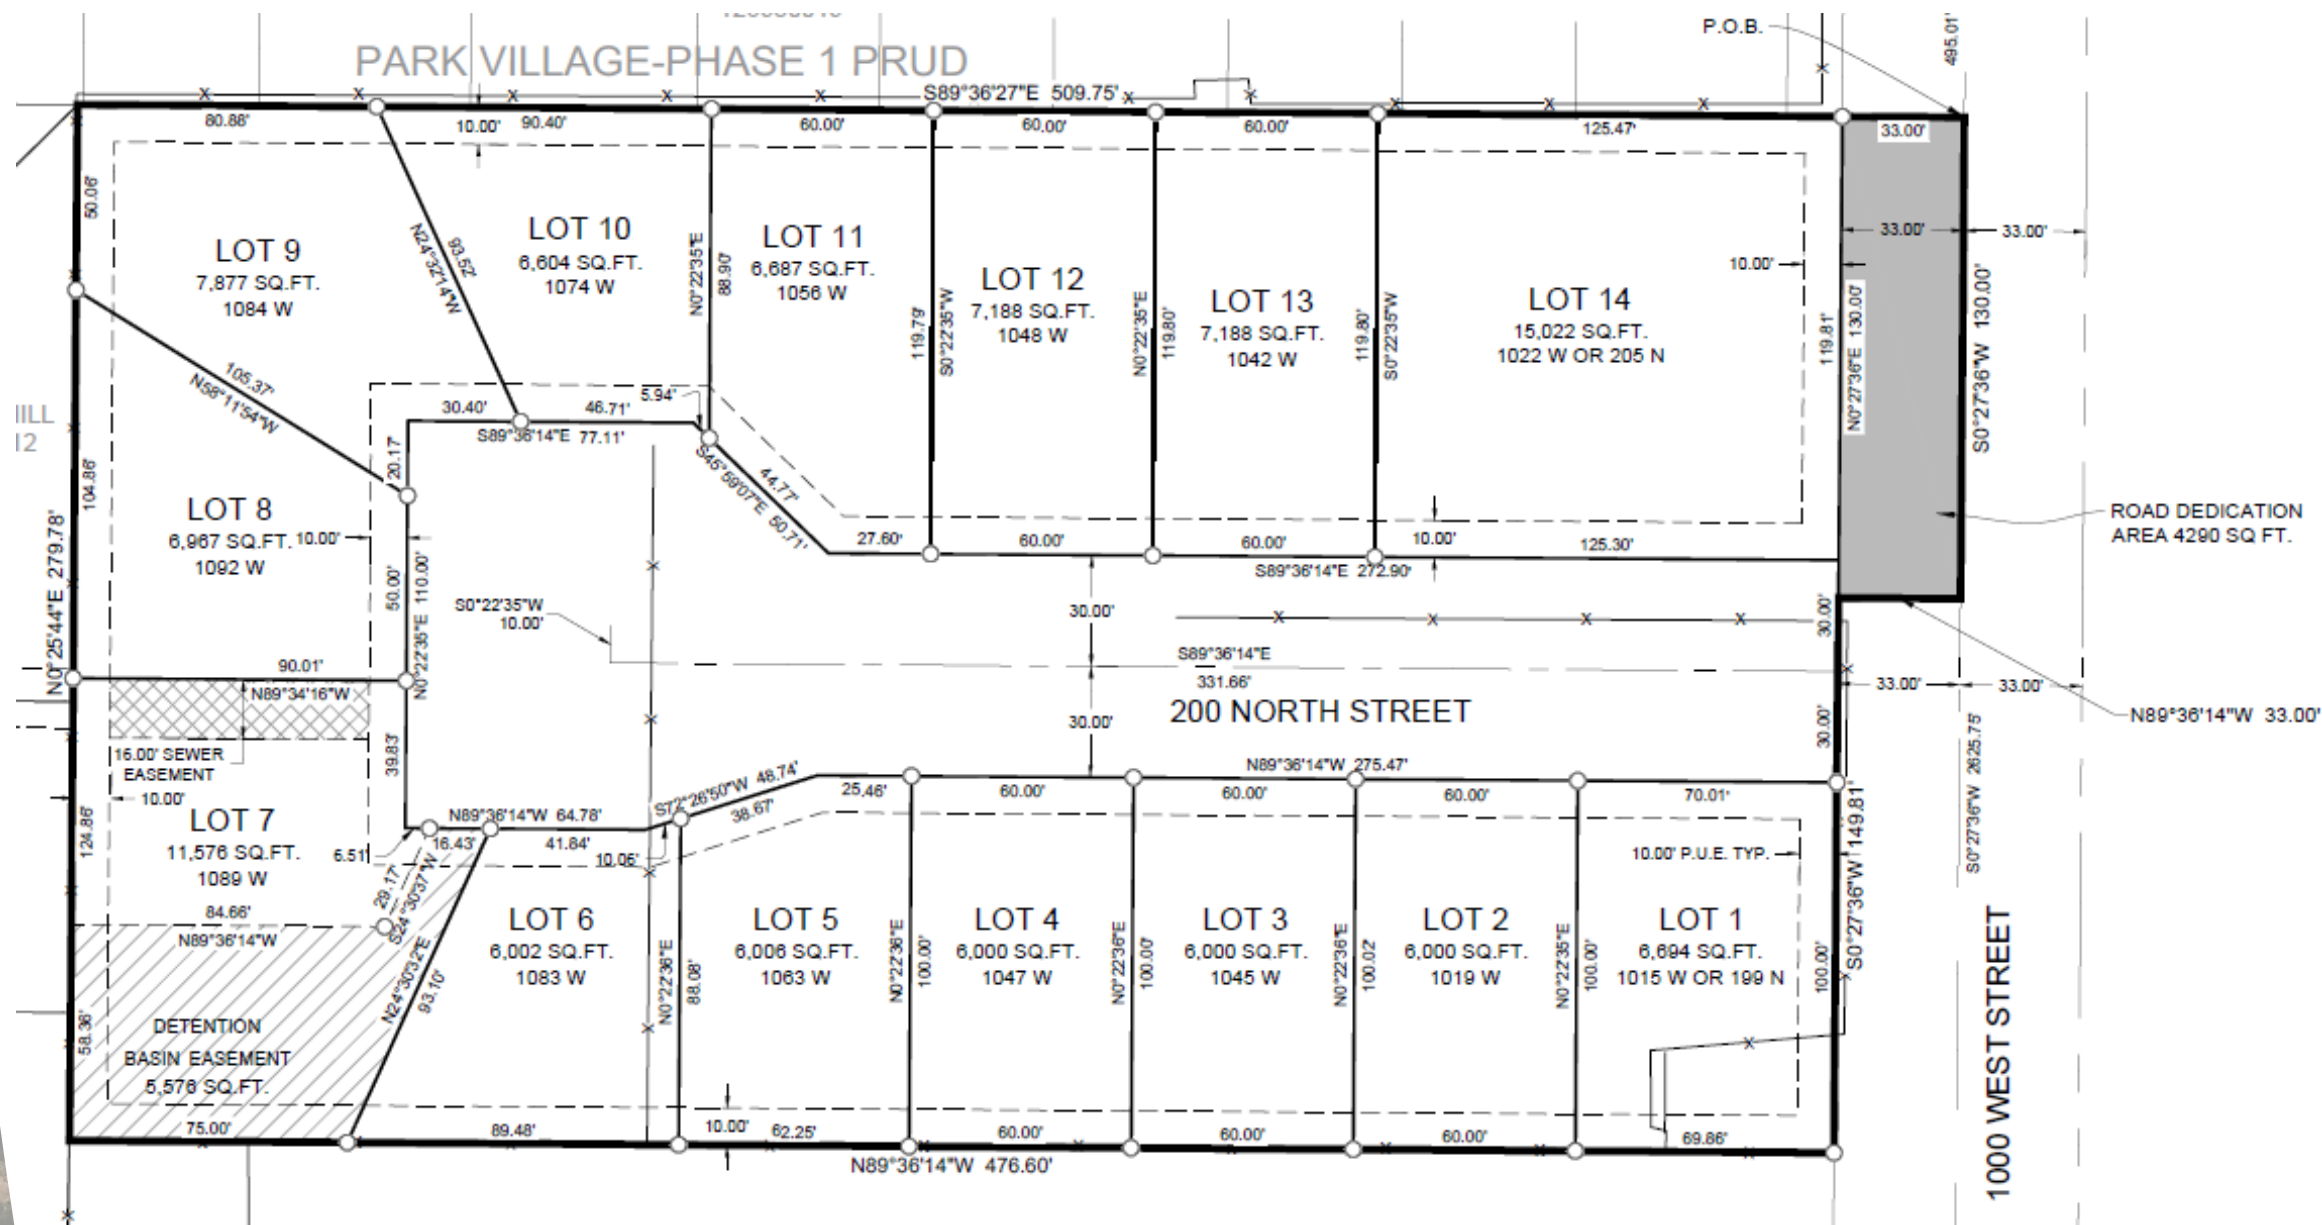 PARK VILLAGE-PHASE 1 PRUD
P.O.B.
495.01'
S89°36'27"E 509.75'
80.88'
10.00'
90.40'
60.00'
60.00'
60.00'
125.47'
33.00'
50.06'
LOT 9
7,877 SQ.FT.
1084 W
N24°32'14"W
93.52'
LOT 10
6,604 SQ.FT.
1074 W
N0°22'35"E
88.90'
LOT 11
6,687 SQ.FT.
1056 W
119.79'
S0°22'35"W
LOT 12
7,188 SQ.FT.
1048 W
N0°22'35"E
119.80'
LOT 13
7,188 SQ.FT.
1042 W
119.80'
S0°22'35"W
LOT 14
15,022 SQ.FT.
1022 W OR 205 N
10.00'
119.81'
N0°27'36"E 130.00'
33.00'
33.00'
S0°27'36"W 130.00'
105.37'
N58°11'54"W
30.40'
46.71'
5.94'
S89°36'14"E 77.11'
20.17'
S45°59'07"E 50.71'
44.77'
ILL
12
104.86'
N0°25'44"E 279.78'
LOT 8
6,967 SQ.FT.
1092 W
10.00'
50.00'
N0°22'35"E 110.00'
27.60'
60.00'
60.00'
10.00'
125.30'
S89°36'14"E 272.90'
ROAD DEDICATION
AREA 4290 SQ FT.
S0°22'35"W
10.00'
30.00'
30.00'
S89°36'14"E
331.66'
90.01'
N89°34'16"W
33.00'
33.00'
N89°36'14"W 33.00'
200 NORTH STREET
30.00'
30.00'
S0°27'36"W 2625.75'
16.00' SEWER
EASEMENT
10.00'
39.83'
124.86'
LOT 7
11,576 SQ.FT.
1089 W
6.51'
N89°36'14"W 64.78'
16.43'
41.84'
10.06'
S72°26'50"W 48.74'
38.67'
25.46'
60.00'
N89°36'14"W 275.47'
60.00'
60.00'
70.01'
10.00' P.U.E. TYP.
S0°27'36"W 149.81'
29.17'
S24°30'37"W
84.66'
N89°36'14"W
N24°30'32"E
93.10'
LOT 6
6,002 SQ.FT.
1083 W
N0°22'36"E
88.08'
LOT 5
6,006 SQ.FT.
1063 W
N0°22'36"E
100.00'
LOT 4
6,000 SQ.FT.
1047 W
N0°22'36"E
100.00'
LOT 3
6,000 SQ.FT.
1045 W
N0°22'36"E
100.02'
LOT 2
6,000 SQ.FT.
1019 W
N0°22'35"E
100.00'
LOT 1
6,694 SQ.FT.
1015 W OR 199 N
100.00'
1000 WEST STREET
DETENTION
BASIN EASEMENT
5,576 SQ.FT.
58.36'
75.00'
89.48'
10.00'
62.25'
60.00'
60.00'
60.00'
69.86'
N89°36'14"W 476.60'